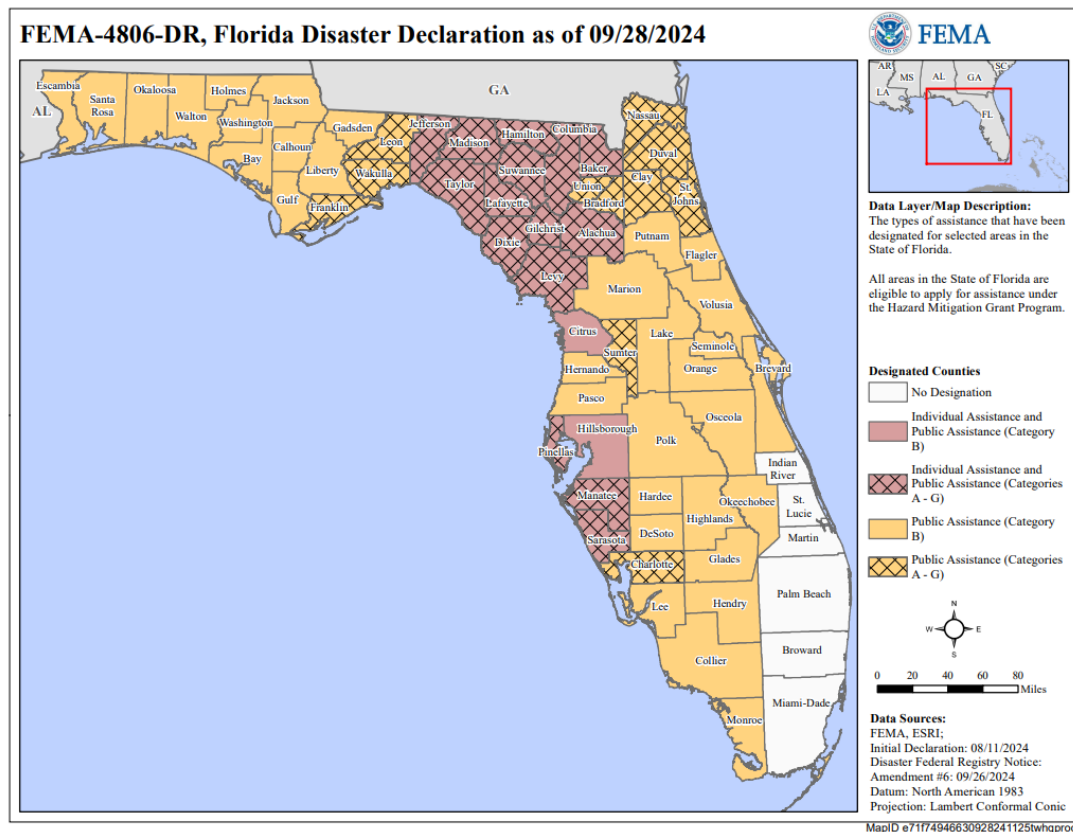 FEMA-4806-DR, Florida Disaster Declaration as of 09/28/2024
FEMA
AL
GA
Escambia
Santa
Rosa
Okaloosa
Walton
Holmes
Washington
Jackson
Bay
Calhoun
Gulf
Liberty
Gadsden
Franklin
Leon
Wakulla
Jefferson
Madison
Taylor
Hamilton
Suwannee
Lafayette
Dixie
Columbia
Gilchrist
Levy
Baker
Union
Bradford
Alachua
Nassau
Duval
Clay
St.
Johns
Putnam
Flagler
Marion
Volusia
Citrus
Sumter
Lake
Seminole
Orange
Brevard
Hernando
Pasco
Osceola
Hillsborough
Pinellas
Polk
Indian
River
Manatee
Hardee
Okeechobee
St.
Lucie
Highlands
Sarasota
DeSoto
Martin
Charlotte
Glades
Lee
Hendry
Palm Beach
Collier
Broward
Monroe
Miami-Dade
AR
MS
AL
GA
SC
LA
FL
Data Layer/Map Description:
The types of assistance that have been
designated for selected areas in the
State of Florida.
All areas in the State of Florida are
eligible to apply for assistance under
the Hazard Mitigation Grant Program.
Designated Counties
No Designation
Individual Assistance and
Public Assistance (Category
B)
Individual Assistance and
Public Assistance (Categories
A - G)
Public Assistance (Category
B)
Public Assistance (Categories
A - G)
N
W
E
S
0 20 40 60 80
Miles
Data Sources:
FEMA, ESRI;
Initial Declaration: 08/11/2024
Disaster Federal Registry Notice:
Amendment #6: 09/26/2024
Datum: North American 1983
Projection: Lambert Conformal Conic
MapID e71f74946630928241125twhgproc